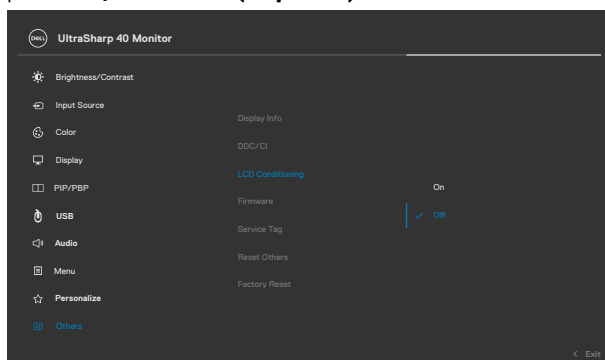 DELL
UltraSharp 40 Monitor
Brightness/Contrast
Input Source
Color
Display
PIP/PBP
USB
Audio
Menu
Personalize
Others
Display Info
DDC/CI
LCD Conditioning
Firmware
Service Tag
Reset Others
Factory Reset
On
Off
Exit